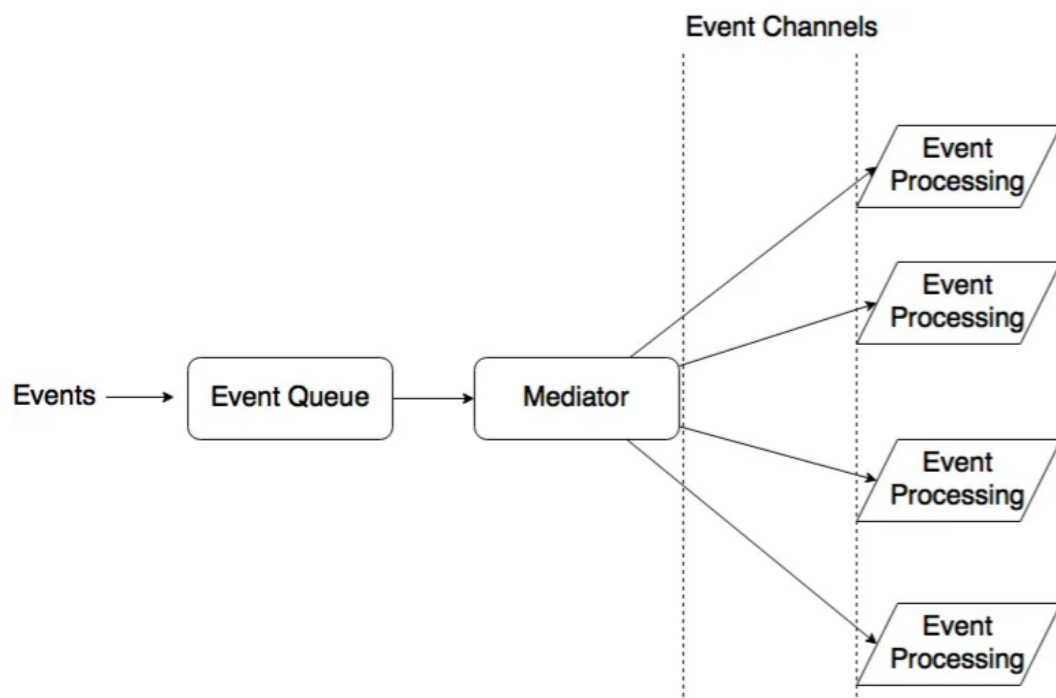 Event Channels
Event
Processing
Event
Processing
Events
Event Queue
Mediator
Event
Processing
Event
Processing